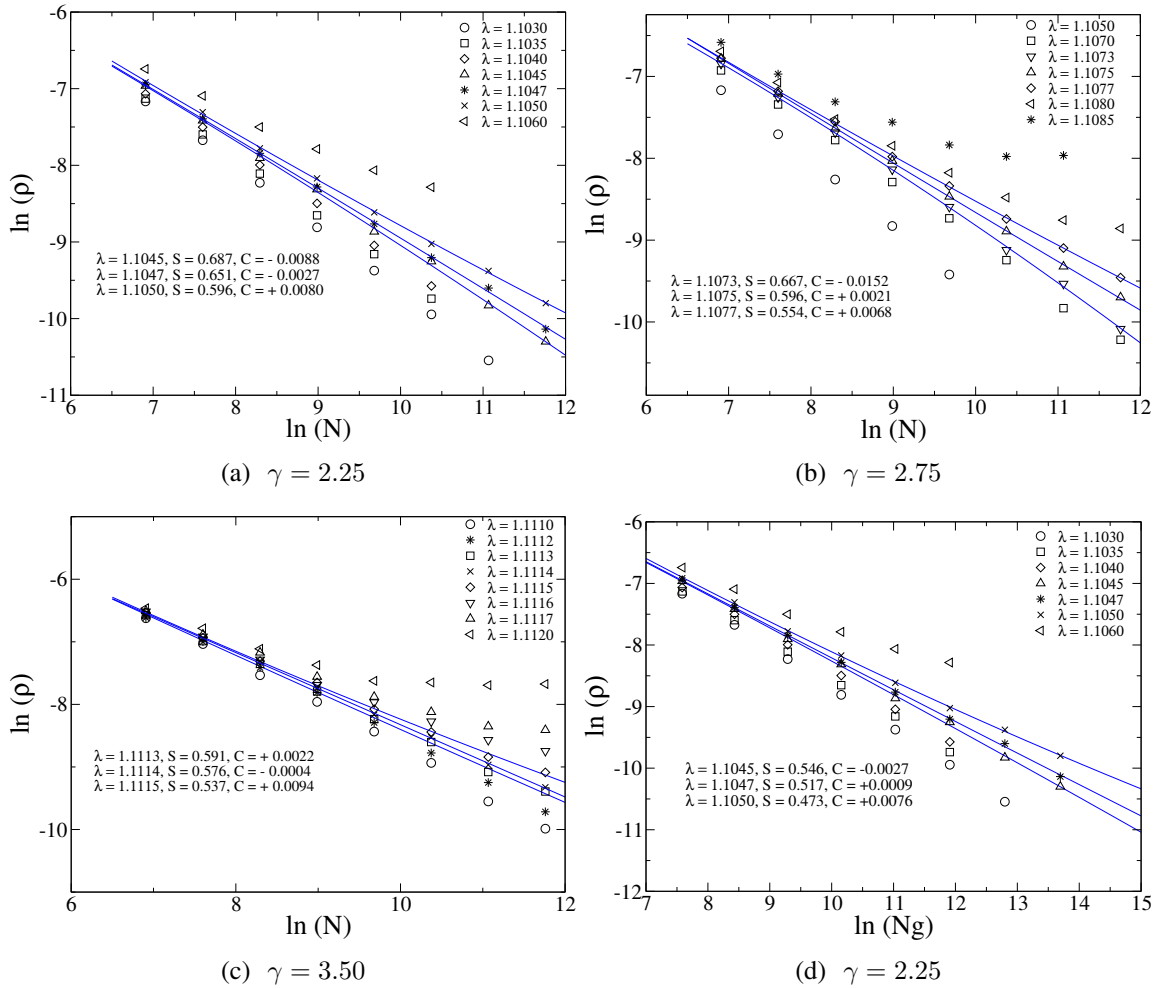 -6
-7
-8
-9
-10
-11
ln (ρ)
6
7
8
9
10
11
12
ln (N)
λ = 1.1030
λ = 1.1035
λ = 1.1040
λ = 1.1045
λ = 1.1047
λ = 1.1050
λ = 1.1060
λ = 1.1045, S = 0.687, C = - 0.0088
λ = 1.1047, S = 0.651, C = - 0.0027
λ = 1.1050, S = 0.596, C = + 0.0080
(a) γ = 2.25
-7
-8
-9
-10
ln (ρ)
6
7
8
9
10
11
12
ln (N)
λ = 1.1050
λ = 1.1070
λ = 1.1073
λ = 1.1075
λ = 1.1077
λ = 1.1080
λ = 1.1085
λ = 1.1073, S = 0.667, C = - 0.0152
λ = 1.1075, S = 0.596, C = + 0.0021
λ = 1.1077, S = 0.554, C = + 0.0068
(b) γ = 2.75
-6
-8
-10
ln (ρ)
6
8
10
12
ln (N)
λ = 1.1110
λ = 1.1112
λ = 1.1113
λ = 1.1114
λ = 1.1115
λ = 1.1116
λ = 1.1117
λ = 1.1120
λ = 1.1113, S = 0.591, C = + 0.0022
λ = 1.1114, S = 0.576, C = - 0.0004
λ = 1.1115, S = 0.537, C = + 0.0094
(c) γ = 3.50
-6
-7
-8
-9
-10
-11
-12
ln (ρ)
7
8
9
10
11
12
13
14
15
ln (Ng)
λ = 1.1030
λ = 1.1035
λ = 1.1040
λ = 1.1045
λ = 1.1047
λ = 1.1050
λ = 1.1060
λ = 1.1045, S = 0.546, C = -0.0027
λ = 1.1047, S = 0.517, C = +0.0009
λ = 1.1050, S = 0.473, C = +0.0076
(d) γ = 2.25